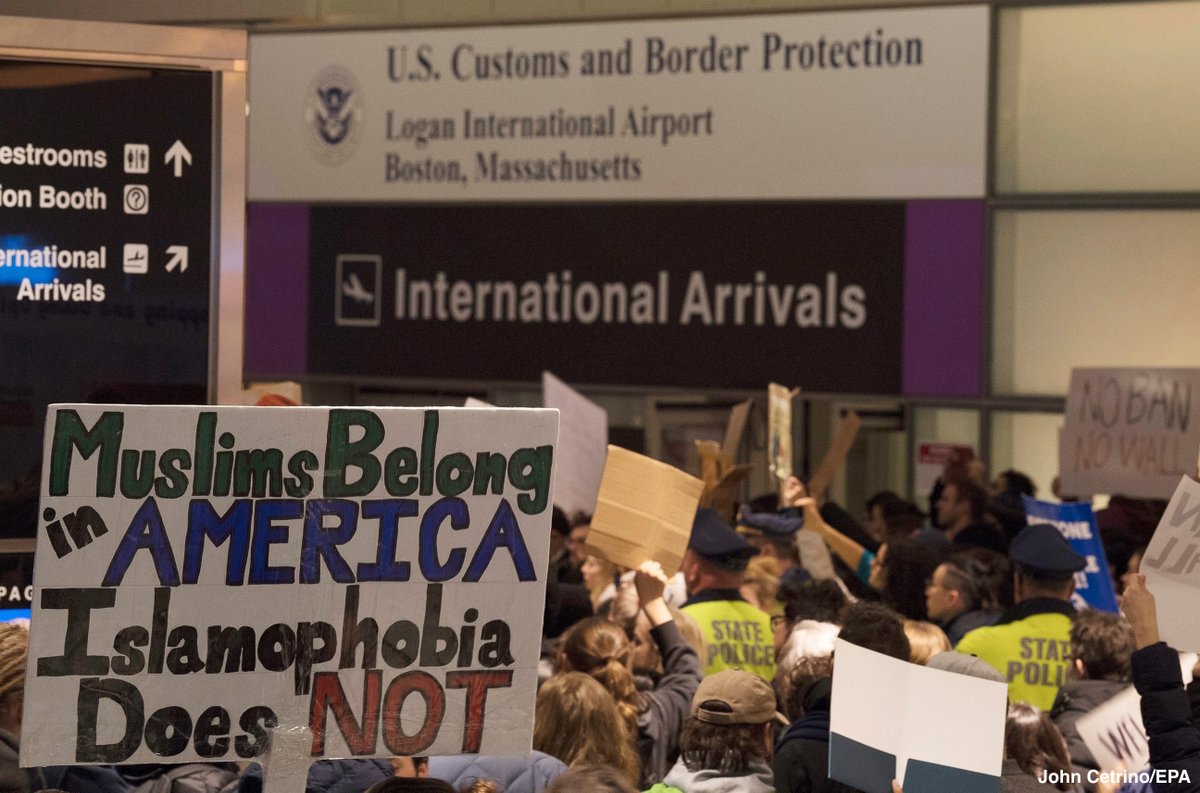 U.S. Customs and Border Protection
Logan International Airport
Boston, Massachusetts
International Arrivals
estrooms
ion Booth
ernational
Arrivals
Muslims Belong
in AMERICA
Islamophobia
Does NOT
NO BAN
NO WALL
STATE
POLICE
STAT
POLI
John Cetrino/EPA